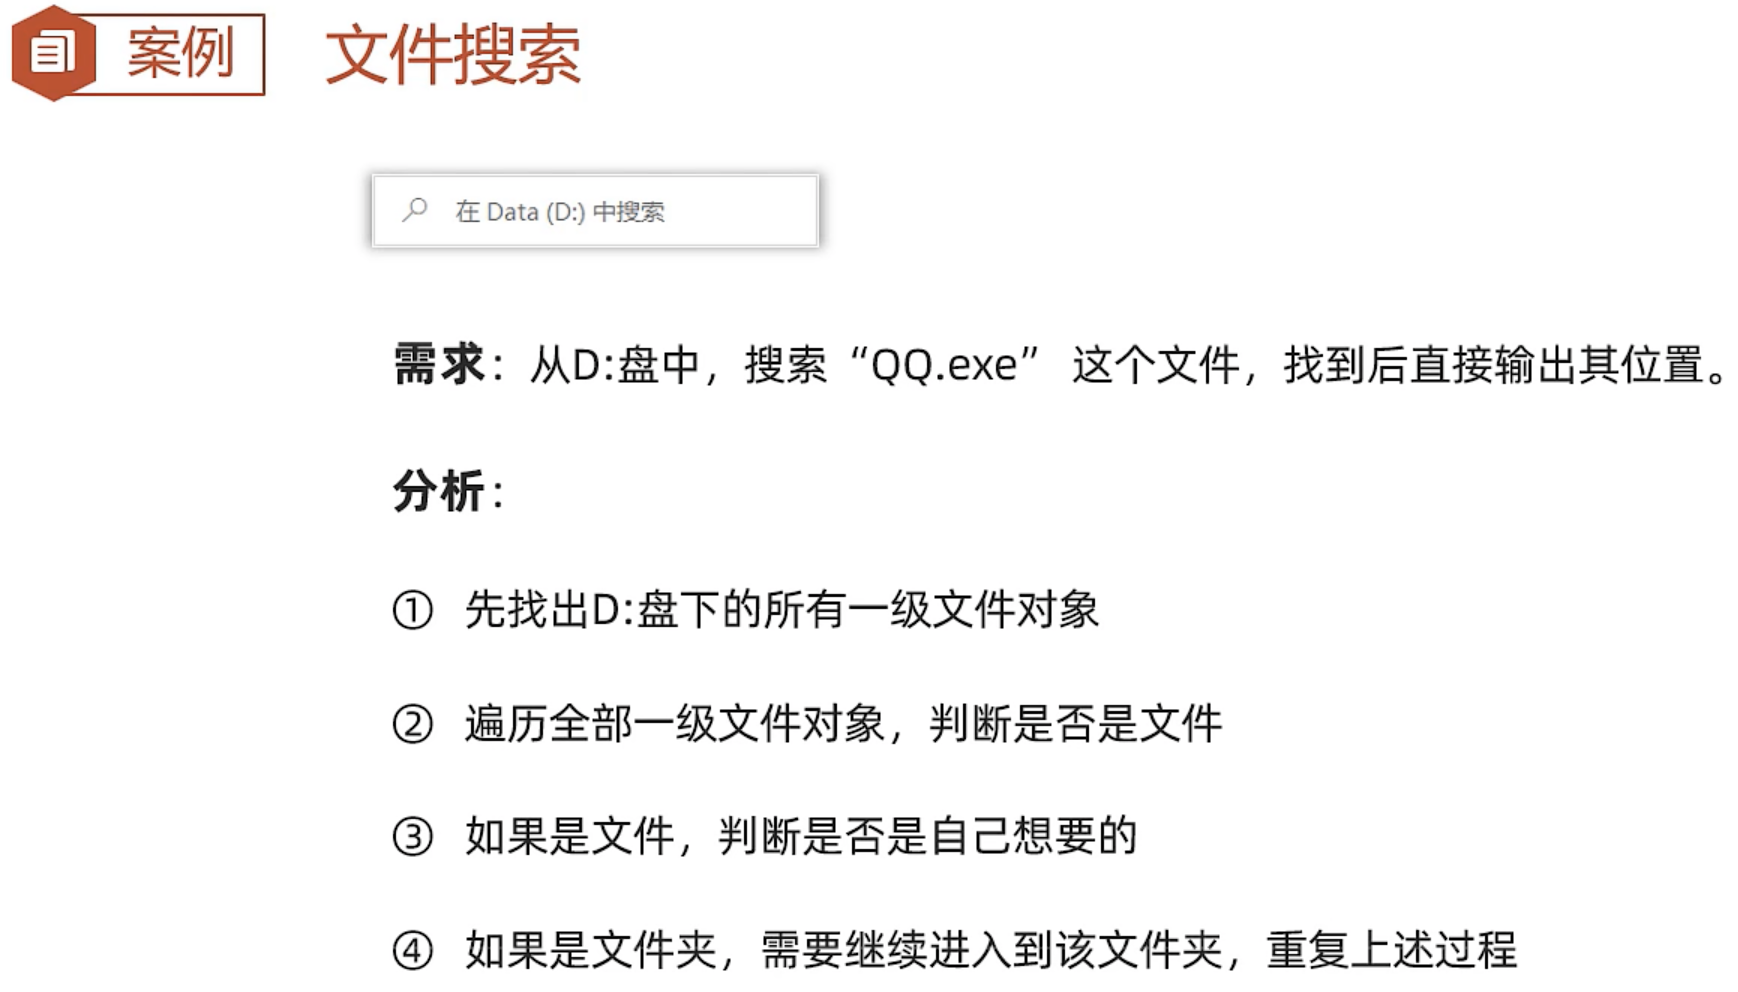 案例 文件搜索
在 Data (D:) 中搜索
需求：从D:盘中，搜索“QQ.exe” 这个文件，找到后直接输出其位置。
分析：
① 先找出D:盘下的所有一级文件对象
② 遍历全部一级文件对象，判断是否是文件
③ 如果是文件，判断是否是自己想要的
④ 如果是文件夹，需要继续进入到该文件夹，重复上述过程